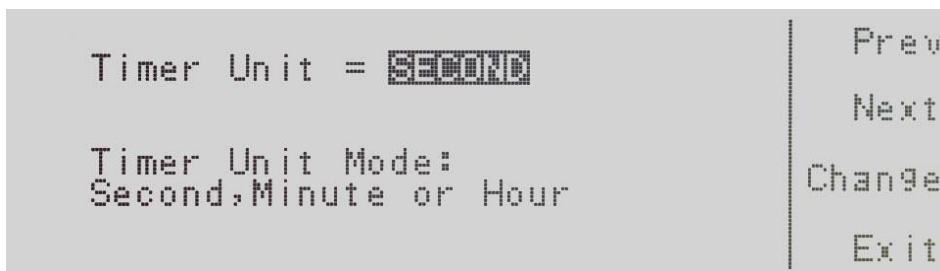 Timer Unit = SECOND
Timer Unit Mode:
Second,Minute or Hour
Prev
Next
Change
Exit